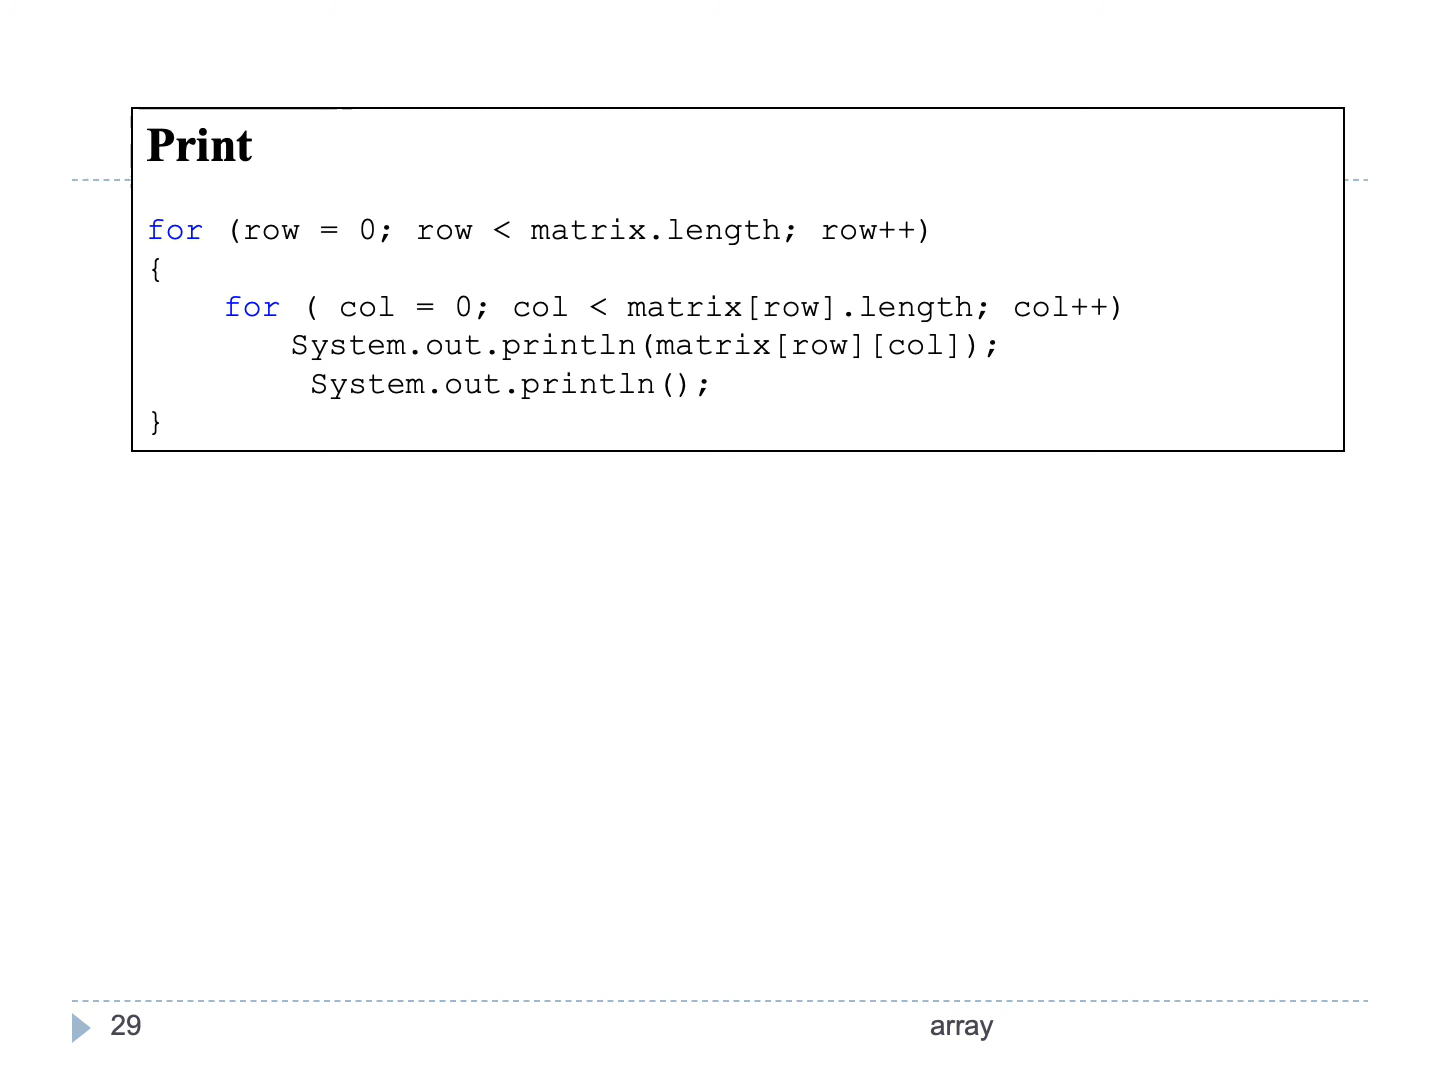 Print
for (row = 0; row < matrix.length; row++)
{
    for ( col = 0; col < matrix[row].length; col++)
        System.out.println(matrix[row][col]);
         System.out.println();
}
29
array